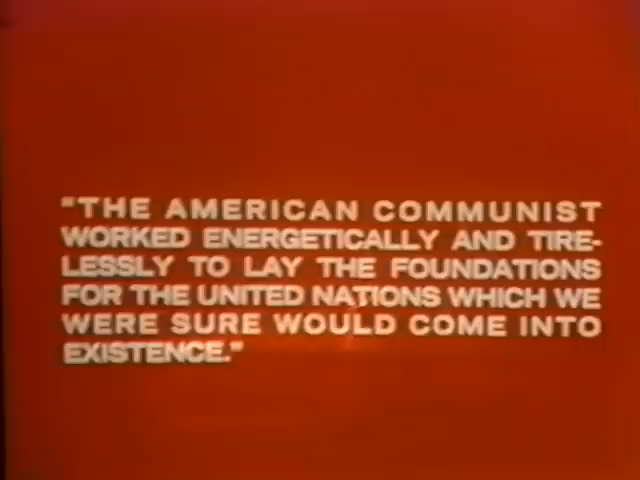 "THE AMERICAN COMMUNIST
WORKED ENERGETICALLY AND TIRE-
LESSLY TO LAY THE FOUNDATIONS
FOR THE UNITED NATIONS WHICH WE
WERE SURE WOULD COME INTO
EXISTENCE."